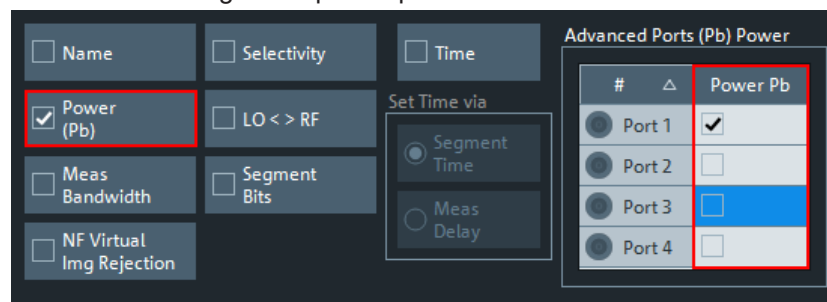 Name
Selectivity
Time
Advanced Ports (Pb) Power
Power
(Pb)
LO < > RF
Set Time via
Segment
Time
Meas
Delay
Meas
Bandwidth
Segment
Bits
NF Virtual
Img Rejection
# Power Pb
Port 1
Port 2
Port 3
Port 4